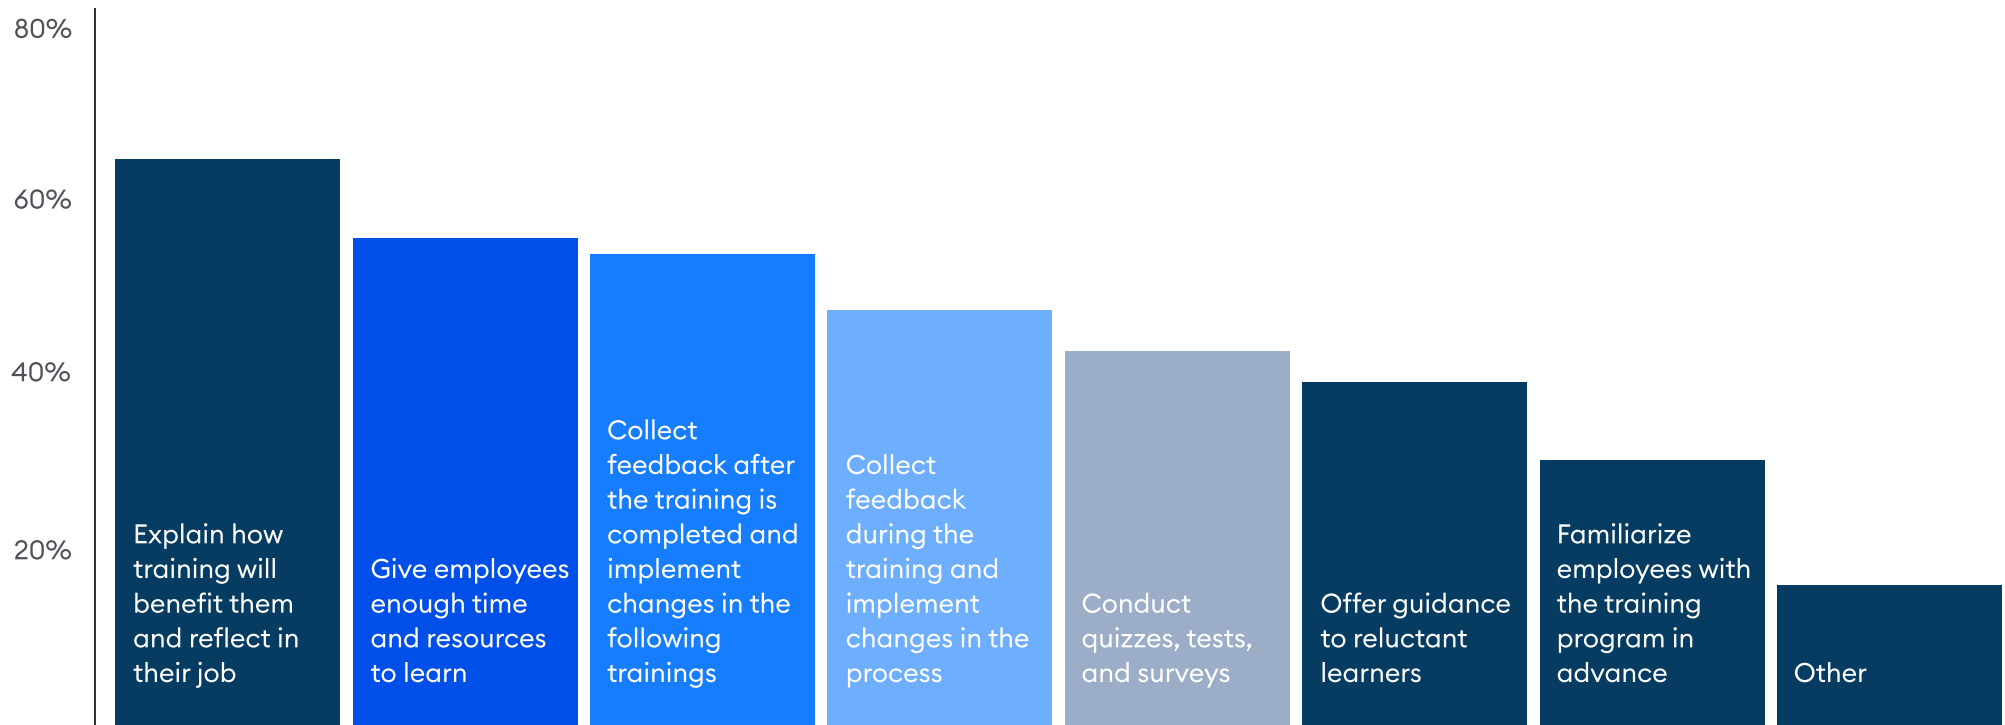 80%
60%
40%
20%
Explain how
training will
benefit them
and reflect in
their job
Give employees
enough time
and resources
to learn
Collect
feedback after
the training is
completed and
implement
changes in the
following
trainings
Collect
feedback
during the
training and
implement
changes in the
process
Conduct
quizzes, tests,
and surveys
Offer guidance
to reluctant
learners
Familiarize
employees with
the training
program in
advance
Other